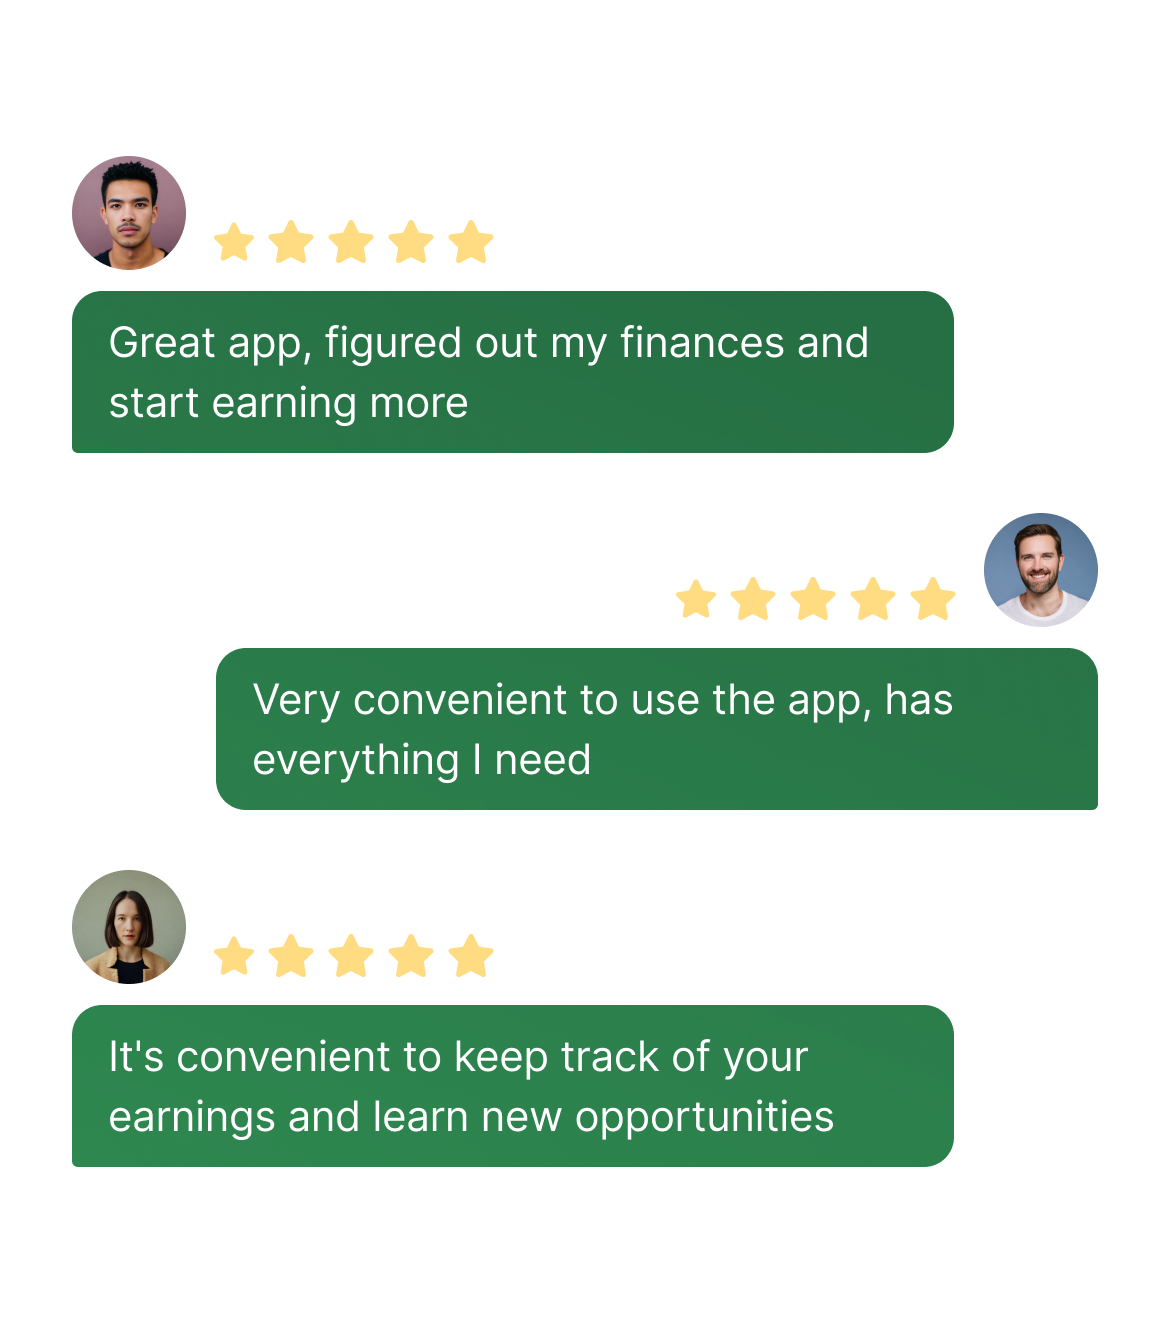 Great app, figured out my finances and
start earning more
Very convenient to use the app, has
everything I need
It's convenient to keep track of your
earnings and learn new opportunities